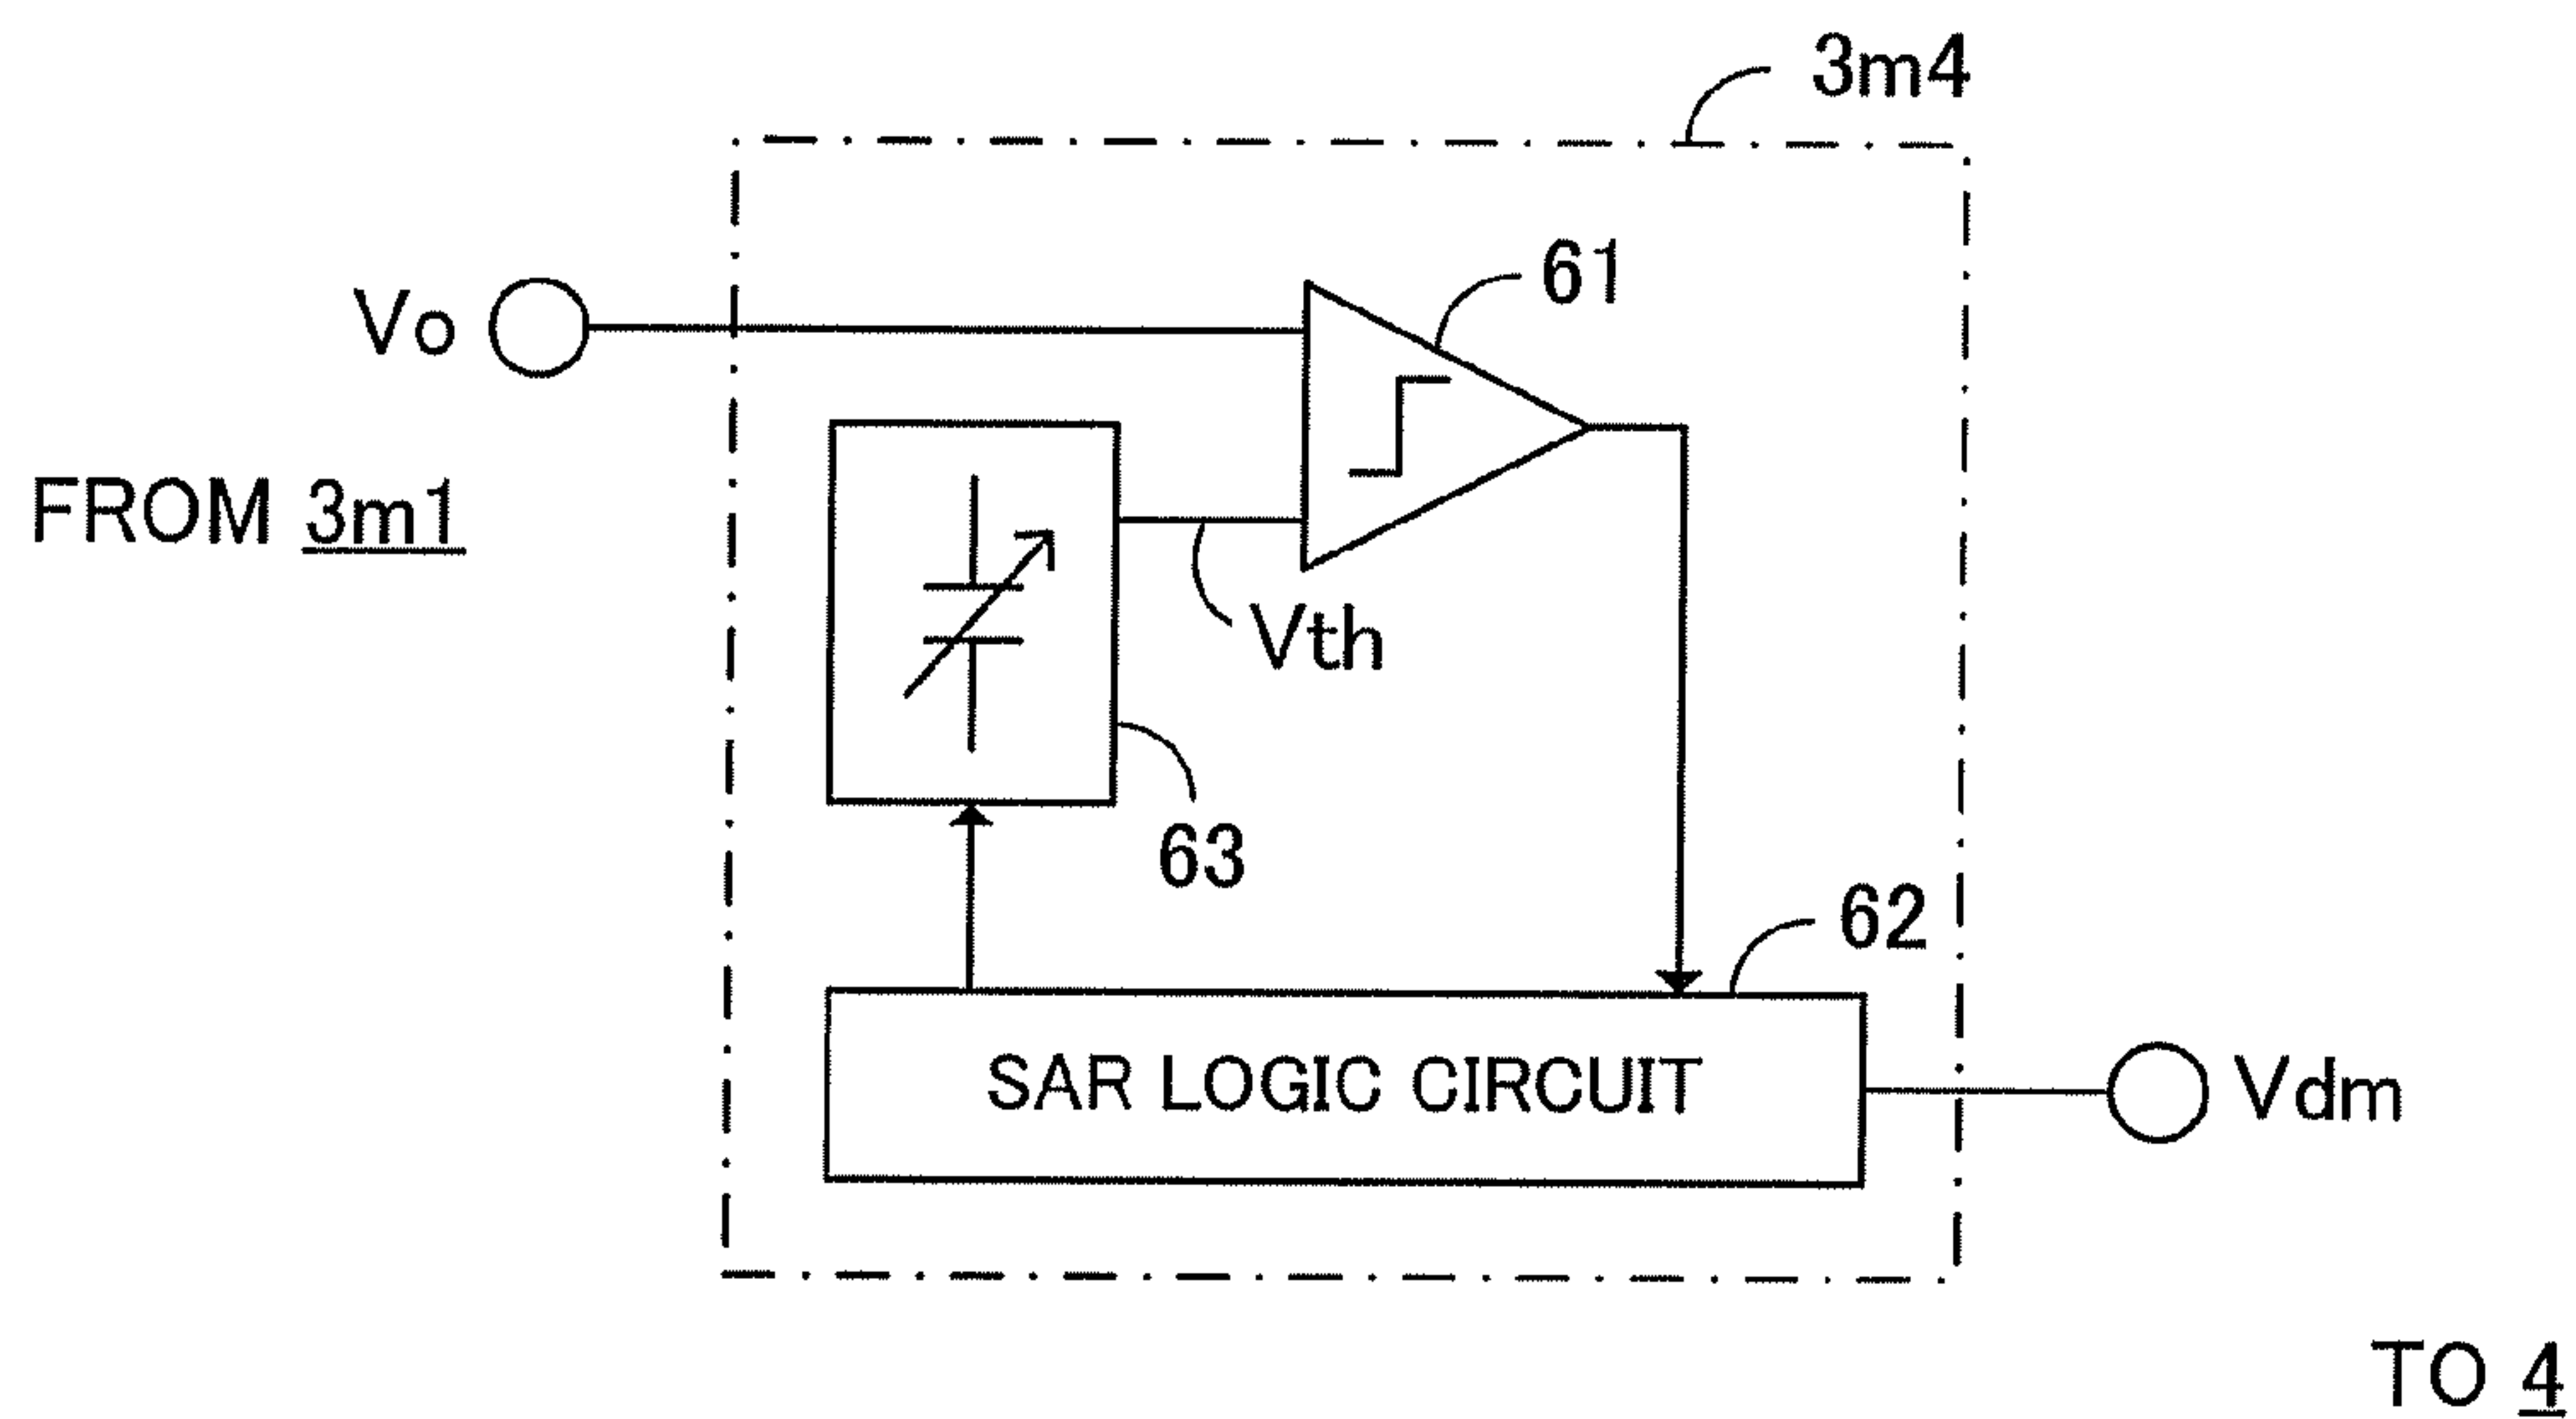 3m4
61
Vo
FROM 3m1
Vth
63
62
SAR LOGIC CIRCUIT
Vdm
TO 4